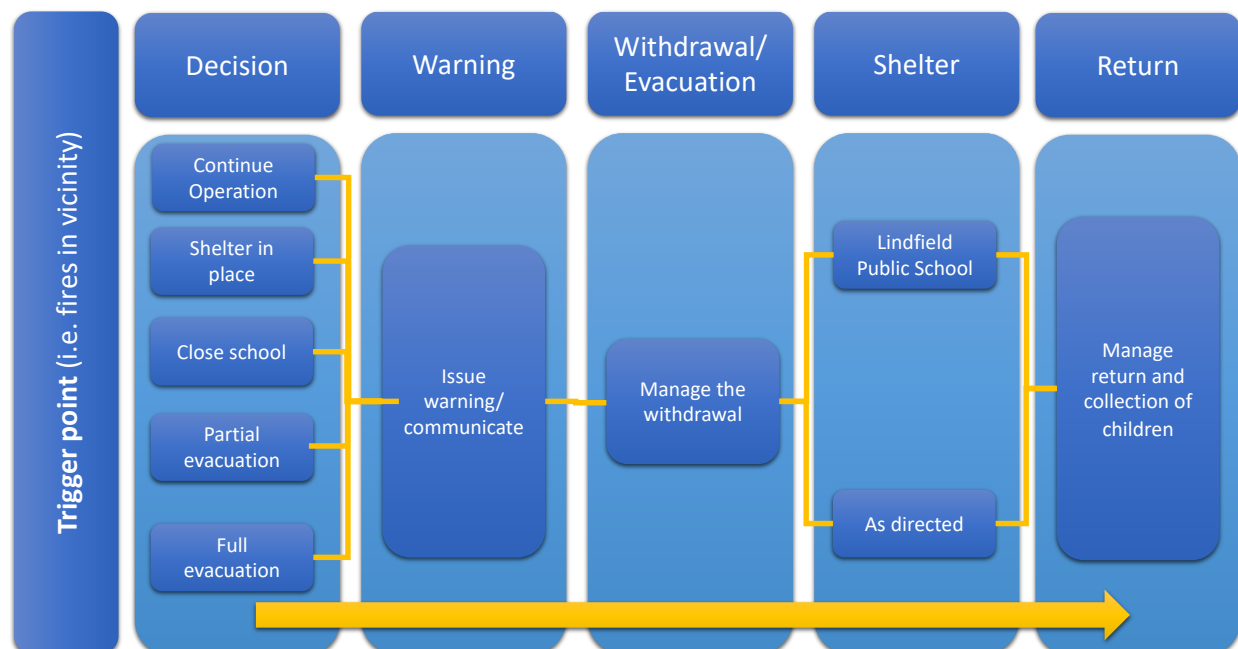 Trigger point (i.e. fires in vicinity)
Decision
Warning
Withdrawal/
Evacuation
Shelter
Return
Continue
Operation
Shelter in
place
Close school
Partial
evacuation
Full
evacuation
Issue
warning/
communicate
Manage the
withdrawal
Lindfield
Public School
As directed
Manage
return and
collection of
children